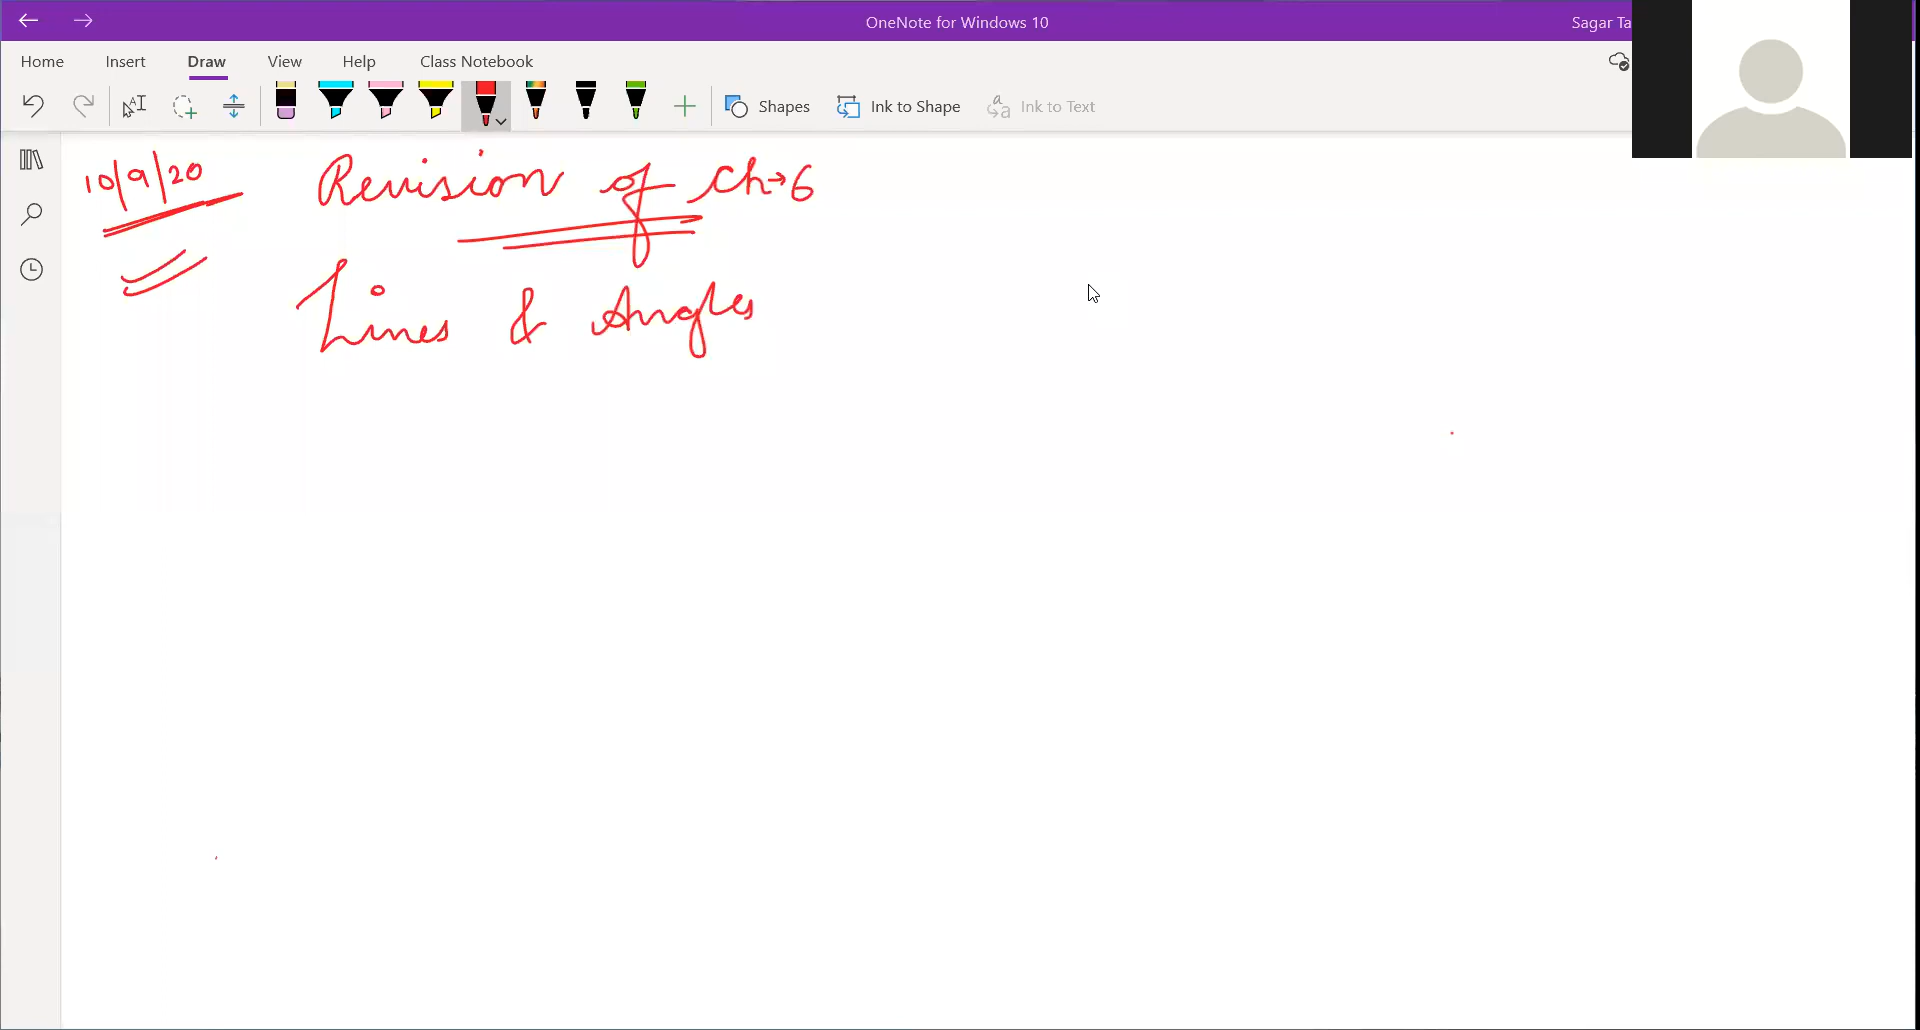 OneNote for Windows 10
Sagar Ta
Home Insert Draw View Help Class Notebook
Shapes Ink to Shape Ink to Text
10/9/20 Revision of Ch→6
Lines & Angles